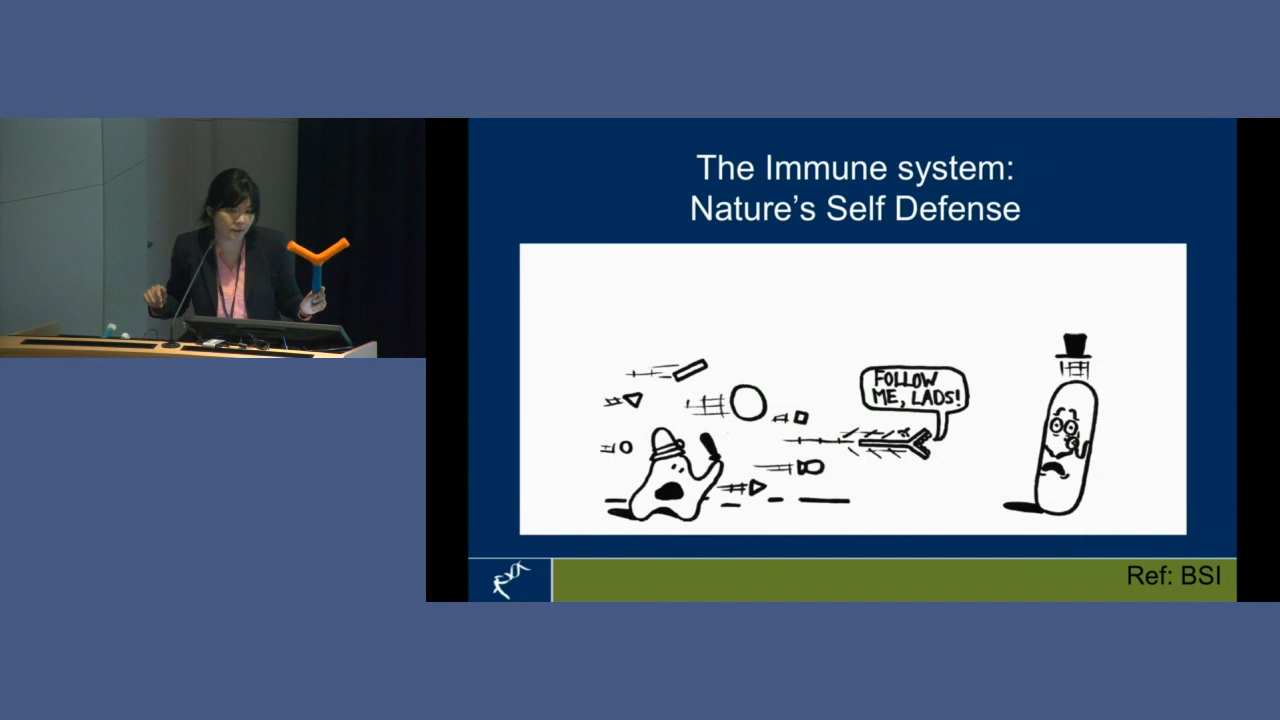 The Immune system:
Nature's Self Defense
FOLLOW
ME, LADS!
Ref: BSI